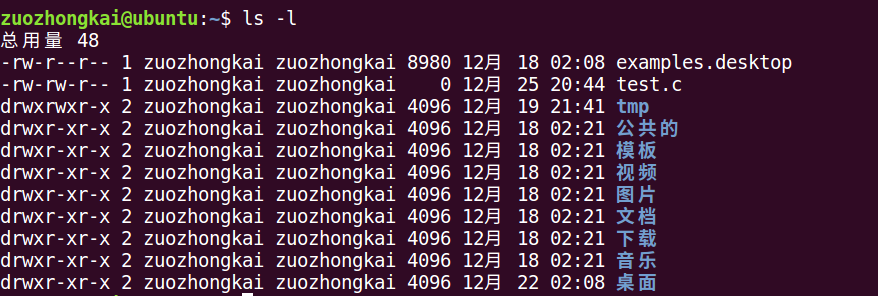 zuozhongkai@ubuntu:~$ ls -l
总用量 48
-rw-r--r-- 1 zuozhongkai zuozhongkai 8980 12月 18 02:08 examples.desktop
-rw-rw-r-- 1 zuozhongkai zuozhongkai    0 12月 25 20:44 test.c
drwxrwxr-x 2 zuozhongkai zuozhongkai 4096 12月 19 21:41 tmp
drwxr-xr-x 2 zuozhongkai zuozhongkai 4096 12月 18 02:21 公共的
drwxr-xr-x 2 zuozhongkai zuozhongkai 4096 12月 18 02:21 模板
drwxr-xr-x 2 zuozhongkai zuozhongkai 4096 12月 18 02:21 视频
drwxr-xr-x 2 zuozhongkai zuozhongkai 4096 12月 18 02:21 图片
drwxr-xr-x 2 zuozhongkai zuozhongkai 4096 12月 18 02:21 文档
drwxr-xr-x 2 zuozhongkai zuozhongkai 4096 12月 18 02:21 下载
drwxr-xr-x 2 zuozhongkai zuozhongkai 4096 12月 18 02:21 音乐
drwxr-xr-x 2 zuozhongkai zuozhongkai 4096 12月 22 02:08 桌面